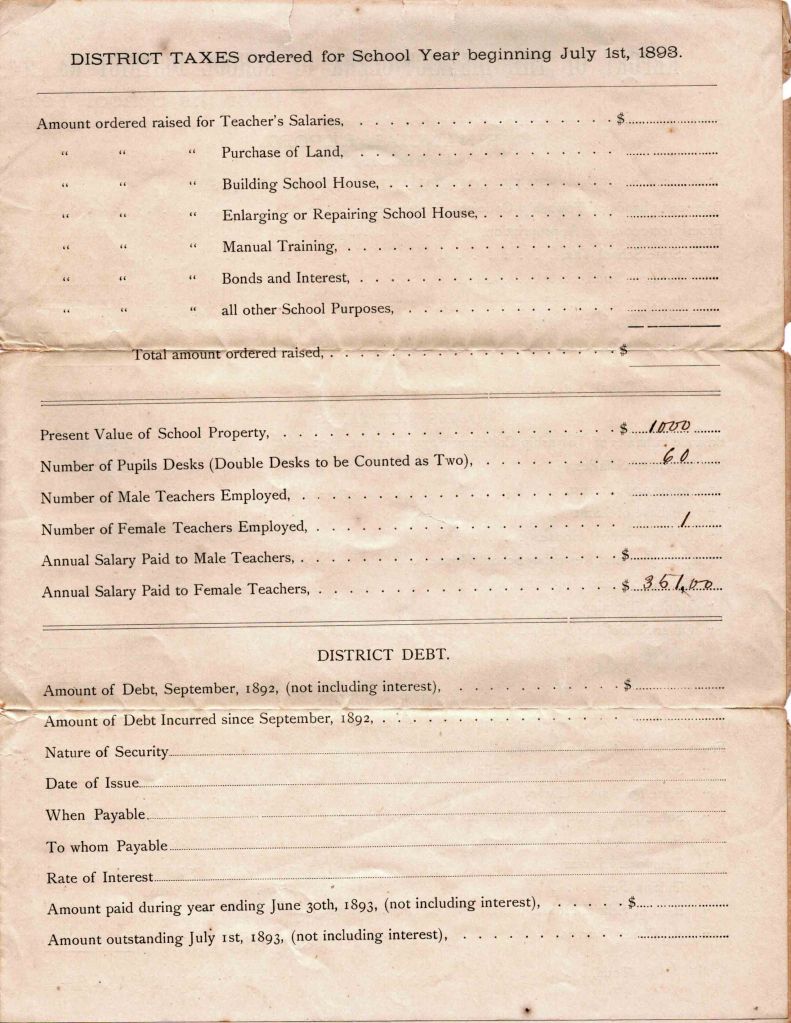 DISTRICT TAXES ordered for School Year beginning July 1st, 1893.
Amount ordered raised for Teacher's Salaries, $
“ “ “ Purchase of Land,
“ “ “ Building School House,
“ “ “ Enlarging or Repairing School House,
“ “ “ Manual Training,
“ “ “ Bonds and Interest,
“ “ “ all other School Purposes,
Total amount ordered raised, $
Present Value of School Property, $ 1000
Number of Pupils Desks (Double Desks to be Counted as Two), 60
Number of Male Teachers Employed,
Number of Female Teachers Employed, 1
Annual Salary Paid to Male Teachers, $
Annual Salary Paid to Female Teachers, $ 351,00
DISTRICT DEBT.
Amount of Debt, September, 1892, (not including interest), $
Amount of Debt Incurred since September, 1892,
Nature of Security
Date of Issue
When Payable
To whom Payable
Rate of Interest
Amount paid during year ending June 30th, 1893, (not including interest), $
Amount outstanding July 1st, 1893, (not including interest),